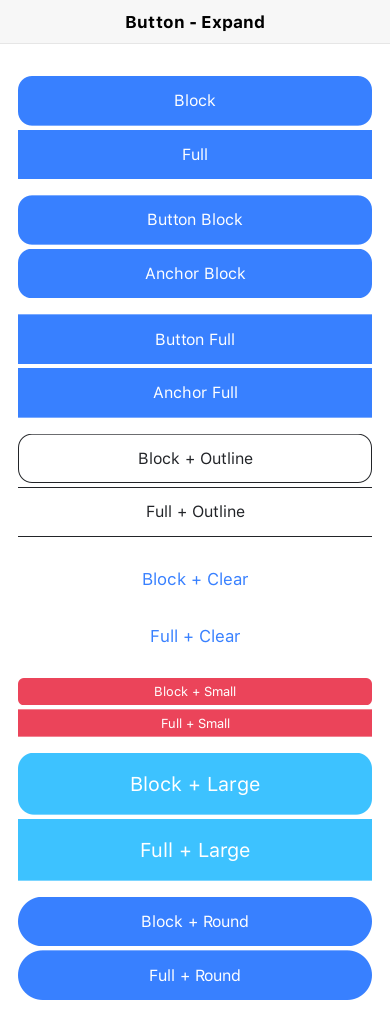 Button - Expand
Block
Full
Button Block
Anchor Block
Button Full
Anchor Full
Block + Outline
Full + Outline
Block + Clear
Full + Clear
Block + Small
Full + Small
Block + Large
Full + Large
Block + Round
Full + Round